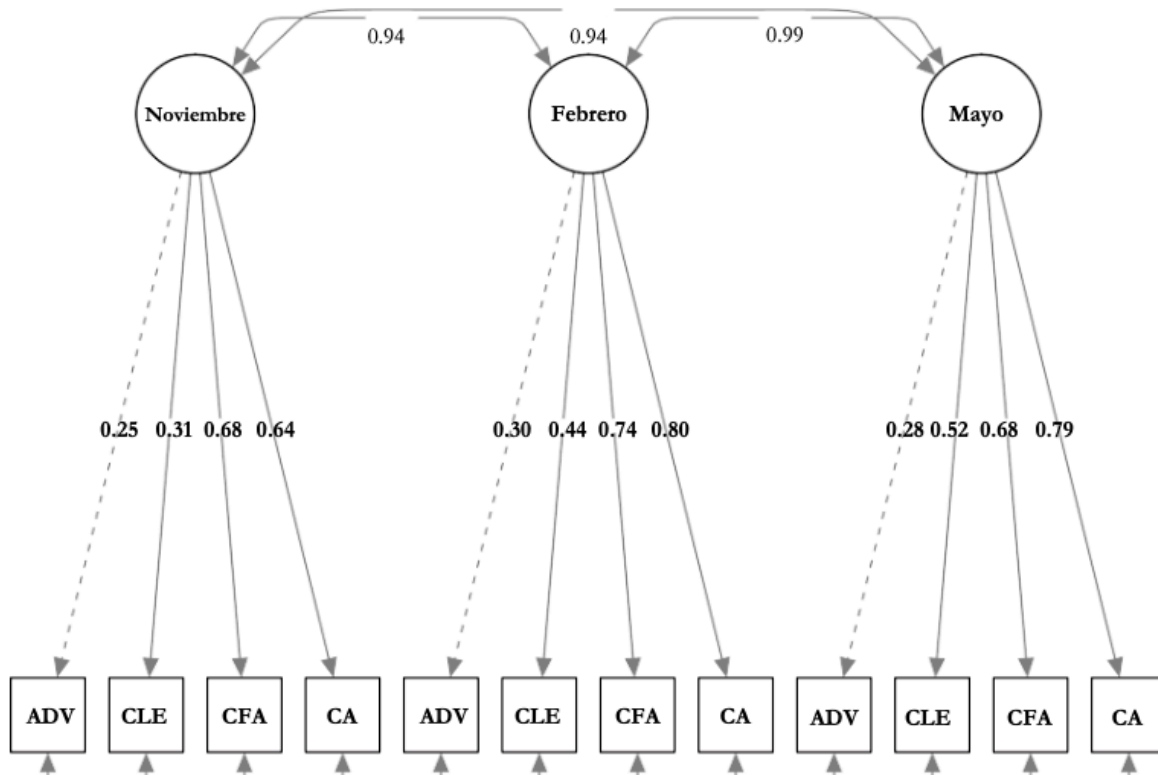 0.94 0.94 0.99
Noviembre Febrero Mayo
0.25 0.31 0.68 0.64 0.30 0.44 0.74 0.80 0.28 0.52 0.68 0.79
ADV CLE CFA CA ADV CLE CFA CA ADV CLE CFA CA